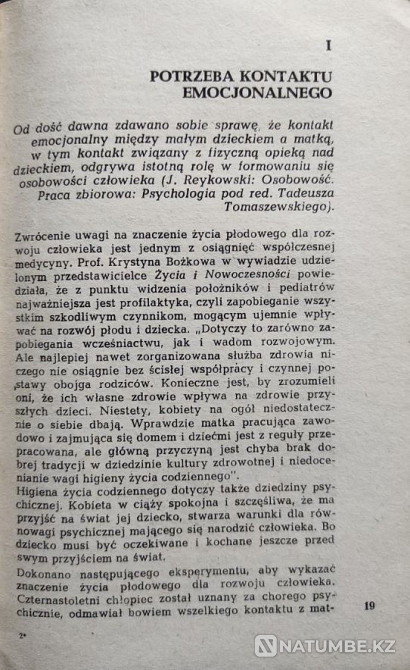 I
POTRZEBA KONTAKTU
EMOCJONALNEGO
Od dość dawna zdawano sobie sprawę, że kontakt
emocjonalny między małym dzieckiem a matką,
w tym kontakt związany z fizyczną opieką nad
dzieckiem, odgrywa istotną rolę w formowaniu się
osobowości człowieka (J. Reykowski: Osobowość.
Praca zbiorowa: Psychologia pod red. Tadeusza
Tomaszewskiego).
Zwrócenie uwagi na znaczenie życia płodowego dla roz-
woju człowieka jest jednym z osiągnięć współczesnej
medycyny. Prof. Krystyna Bożkowa w wywiadzie udzie-
lonym przedstawicielce Życia i Nowoczesności powie-
działa, że z punktu widzenia położników i pediatrów
najważniejsza jest profilaktyka, czyli zapobieganie wszy-
stkim szkodliwym czynnikom, mogącym ujemnie wpły-
wać na rozwój płodu i dziecka. „Dotyczy to zarówno za-
pobiegania wcześniactwu, jak i wadom rozwojowym.
Ale najlepiej nawet zorganizowana służba zdrowia ni-
czego nie osiągnie bez ścisłej współpracy i czynnej po-
stawy obojga rodziców. Konieczne jest, by zrozumieli
oni, że ich własne zdrowie wpływa na zdrowie przy-
szłych dzieci. Niestety, kobiety na ogół niedostatecz-
nie o siebie dbają. Wprawdzie matka pracująca zawo-
dowo i zajmująca się domem i dziećmi jest z reguły prze-
pracowana, ale główną przyczyną jest chyba brak do-
brej tradycji w dziedzinie kultury zdrowotnej i niedoce-
nianie wagi higieny życia codziennego".
Higiena życia codziennego dotyczy także dziedziny psy-
chicznej. Kobieta w ciąży spokojna i szczęśliwa, że ma
przyjść na świat jej dziecko, stwarza warunki dla rów-
nowagi psychicznej mającego się narodzić człowieka. Bo
dziecko musi być oczekiwane i kochane jeszcze przed
swym przyjściem na świat.
Dokonano następującego eksperymentu, aby wykazać
znaczenie życia płodowego dla rozwoju człowieka.
Czternastoletni chłopiec został uznany za chorego psy-
chicznie, odmawiał bowiem wszelkiego kontaktu z mat-
19
2*
NATUMBE.KZ